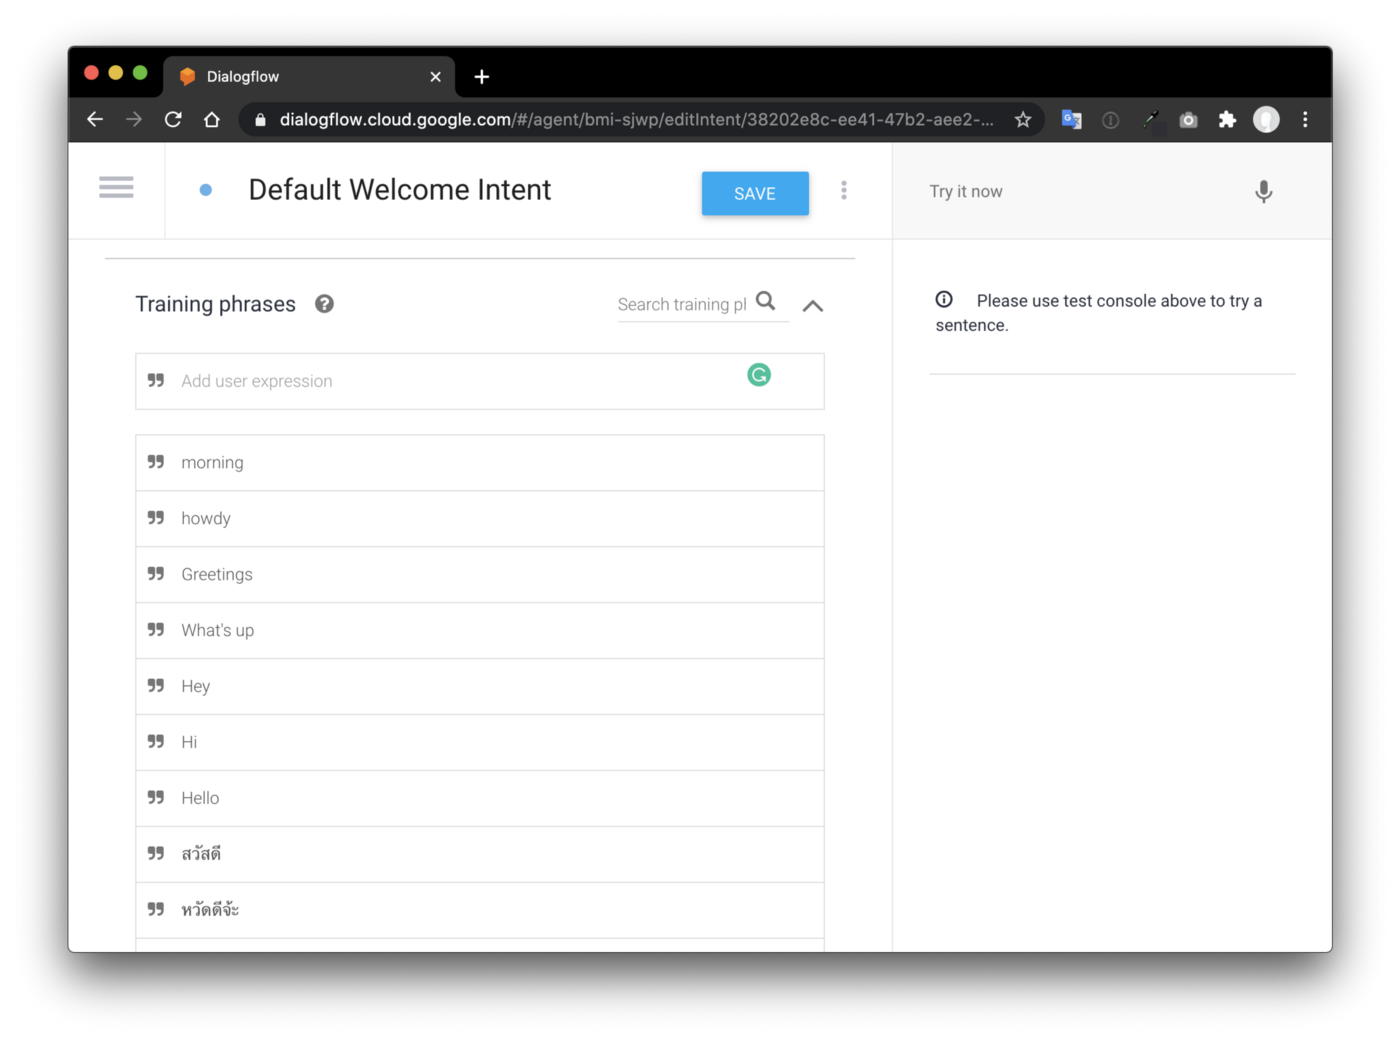 Dialogflow
dialogflow.cloud.google.com/#/agent/bmi-sjwp/editIntent/38202e8c-ee41-47b2-aee2-...
Default Welcome Intent
SAVE
Try it now
Training phrases
Search training pl
Please use test console above to try a
sentence.
Add user expression
morning
howdy
Greetings
What's up
Hey
Hi
Hello
สวัสดี
หวัดดีจ้ะ